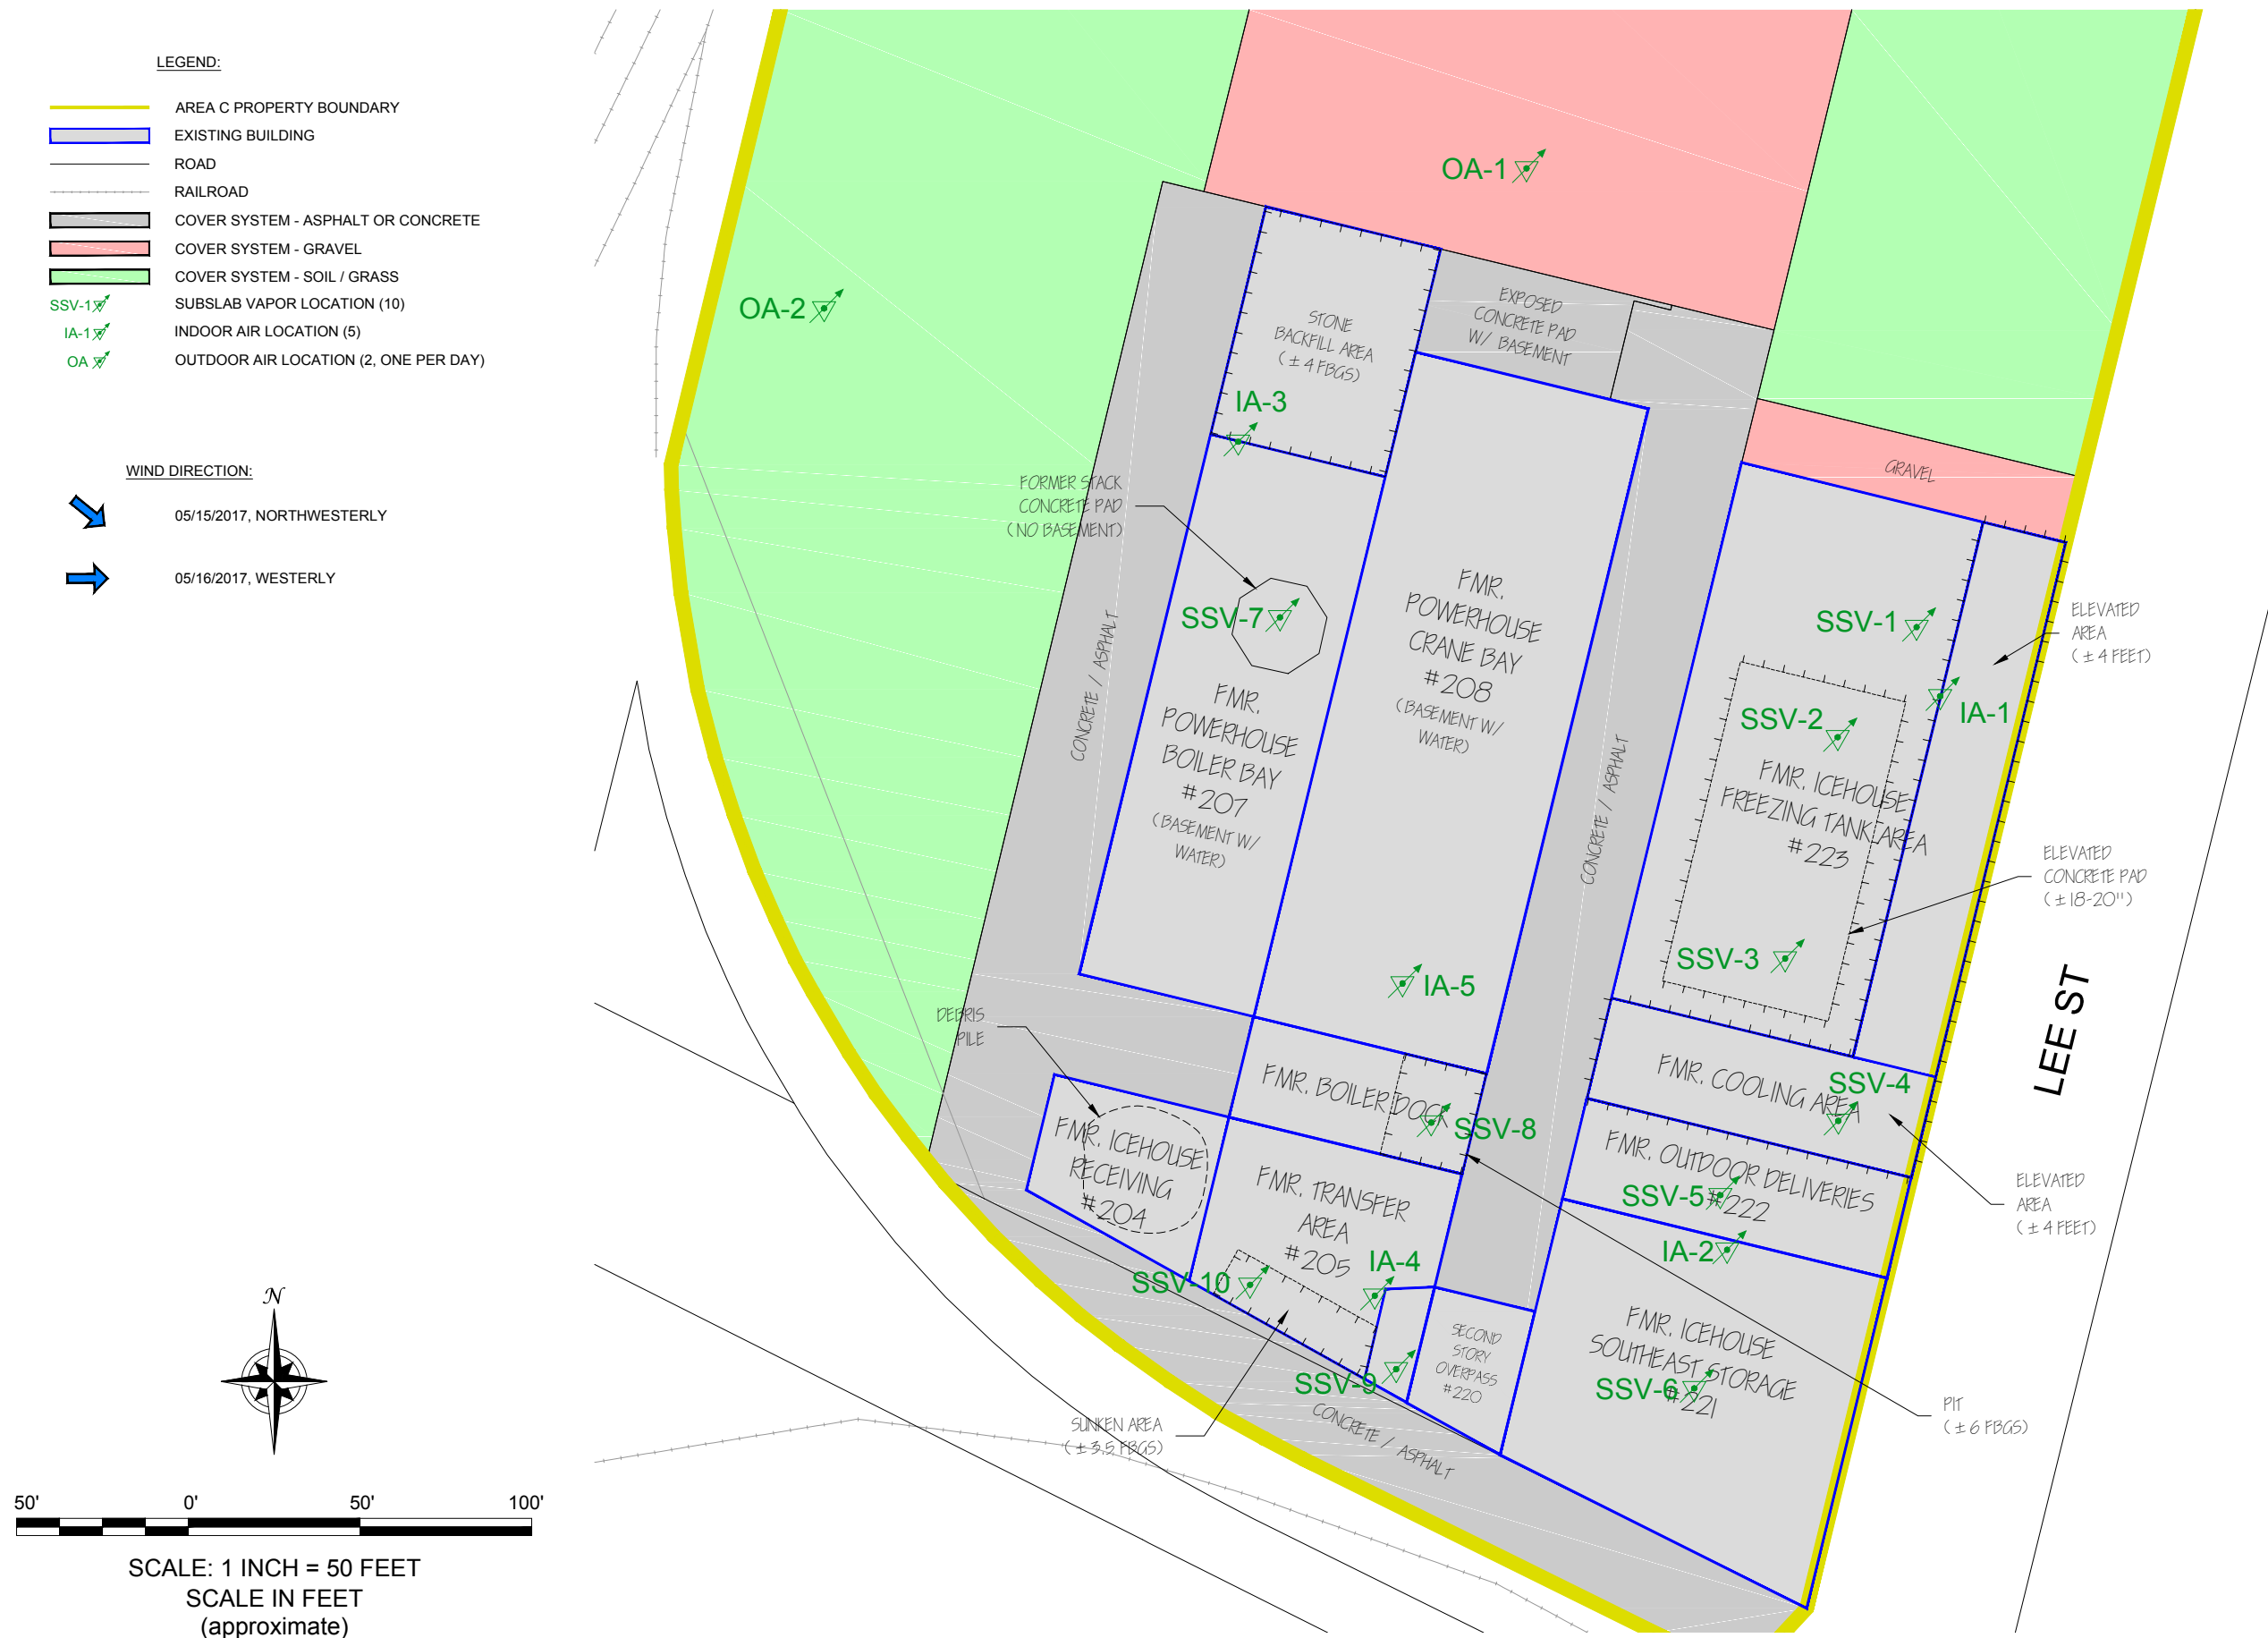 LEGEND:
AREA C PROPERTY BOUNDARY
EXISTING BUILDING
ROAD
RAILROAD
COVER SYSTEM - ASPHALT OR CONCRETE
COVER SYSTEM - GRAVEL
COVER SYSTEM - SOIL / GRASS
SSV-1 SUBSLAB VAPOR LOCATION (10)
IA-1 INDOOR AIR LOCATION (5)
OA OUTDOOR AIR LOCATION (2, ONE PER DAY)
WIND DIRECTION:
05/15/2017, NORTHWESTERLY
05/16/2017, WESTERLY
N
50' 0' 50' 100'
SCALE: 1 INCH = 50 FEET
SCALE IN FEET
(approximate)
OA-1
OA-2
STONE
BACKFILL AREA
(±4 FBGS)
EXPOSED
CONCRETE PAD
W/ BASEMENT
IA-3
FORMER STACK
CONCRETE PAD
(NO BASEMENT)
GRAVEL
SSV-7
CONCRETE / ASPHALT
FMR.
POWERHOUSE
BOILER BAY
#207
(BASEMENT W/
WATER)
FMR.
POWERHOUSE
CRANE BAY
#208
(BASEMENT W/
WATER)
CONCRETE / ASPHALT
SSV-1
ELEVATED
AREA
(±4 FEET)
IA-1
SSV-2
FMR. ICEHOUSE
FREEZING TANK AREA
#223
ELEVATED
CONCRETE PAD
(±18-20")
SSV-3
IA-5
LEE ST
DEBRIS
PILE
FMR. BOILER DOCK
SSV-8
FMR. COOLING AREA
SSV-4
FMR. ICEHOUSE
RECEIVING
#204
FMR. TRANSFER
AREA
#205
FMR. OUTDOOR DELIVERIES
#222
SSV-5
ELEVATED
AREA
(±4 FEET)
IA-2
IA-4
SSV-10
SECOND
STORY
OVERPASS
#220
FMR. ICEHOUSE
SOUTHEAST STORAGE
#221
SSV-6
SSV-9
SUNKEN AREA
(±3.5 FBGS)
CONCRETE / ASPHALT
PIT
(±6 FBGS)